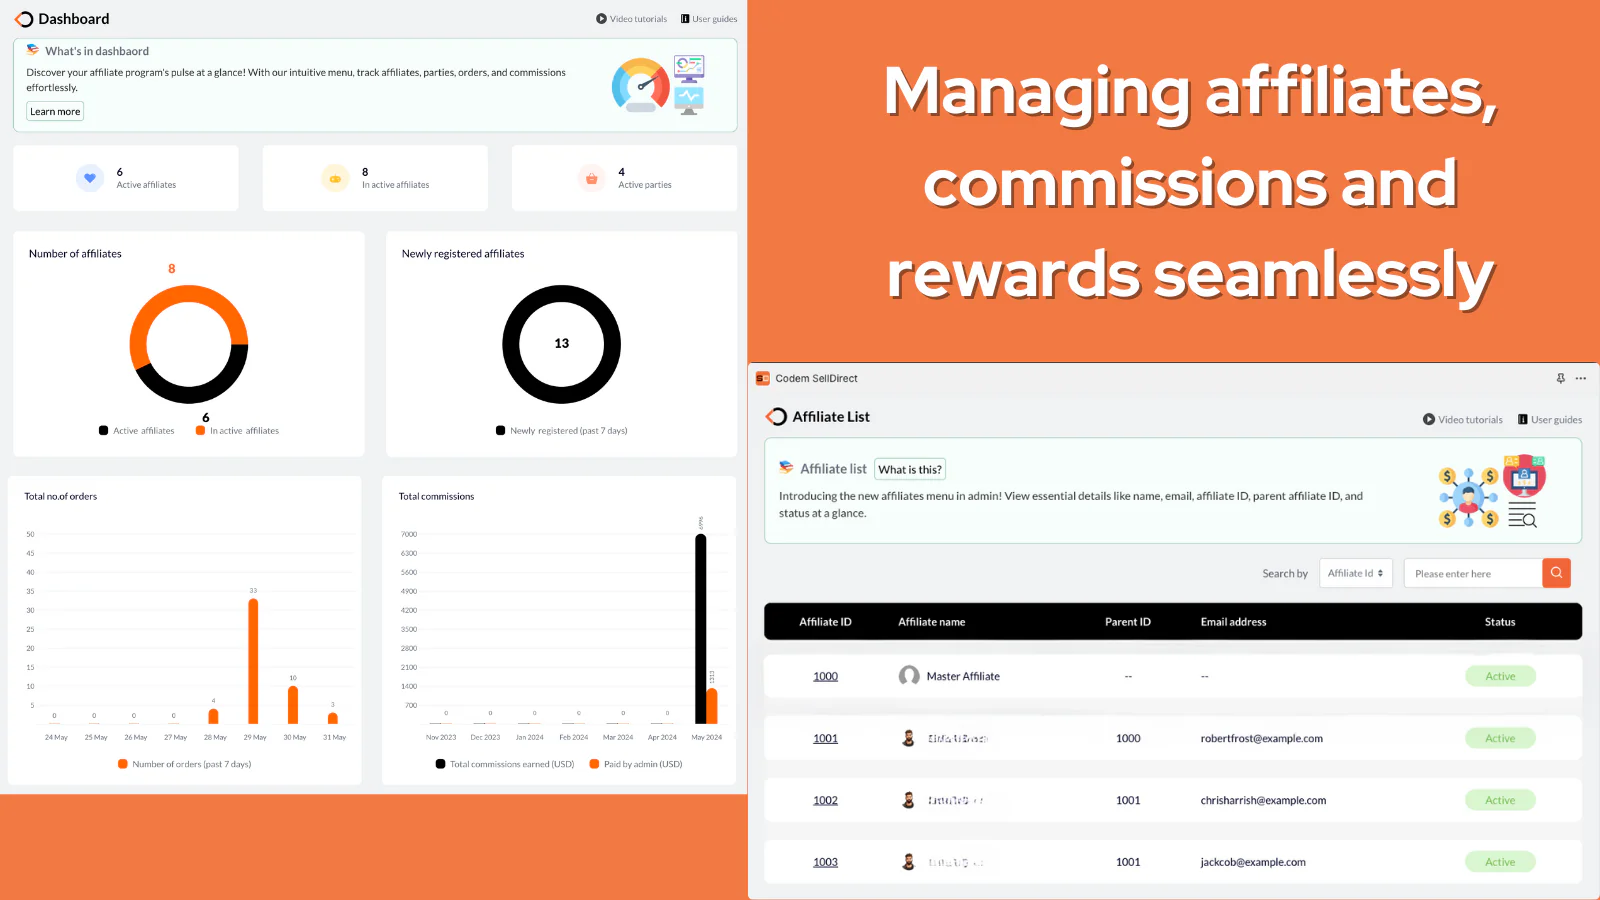 Dashboard
Video tutorials
User guides
What's in dashbaord
Discover your affiliate program's pulse at a glance! With our intuitive menu, track affiliates, parties, orders, and commissions
effortlessly.
Learn more
6
Active affiliates
8
In active affiliates
4
Active parties
Number of affiliates
8
6
Active affiliates
In active affiliates
Newly registered affiliates
13
Newly registered (past 7 days)
Total no.of orders
50
45
40
35
30
25
20
15
10
5
0
0
0
0
4
33
10
3
24 May
25 May
26 May
27 May
28 May
29 May
30 May
31 May
Number of orders (past 7 days)
Total commissions
7000
6300
5600
4900
4200
3500
2800
2100
1400
700
0
0
0
0
0
0
6996
1313
Nov 2023
Dec 2023
Jan 2024
Feb 2024
Mar 2024
Apr 2024
May 2024
Total commissions earned (USD)
Paid by admin (USD)
Managing affiliates,
commissions and
rewards seamlessly
Codem SellDirect
Affiliate List
Video tutorials
User guides
Affiliate list
What is this?
Introducing the new affiliates menu in admin! View essential details like name, email, affiliate ID, parent affiliate ID, and
status at a glance.
Search by
Affiliate Id
Please enter here
Affiliate ID
Affiliate name
Parent ID
Email address
Status
1000
Master Affiliate
--
--
Active
1001
1000
robertfrost@example.com
Active
1002
1001
chrisharrish@example.com
Active
1003
1001
jackcob@example.com
Active